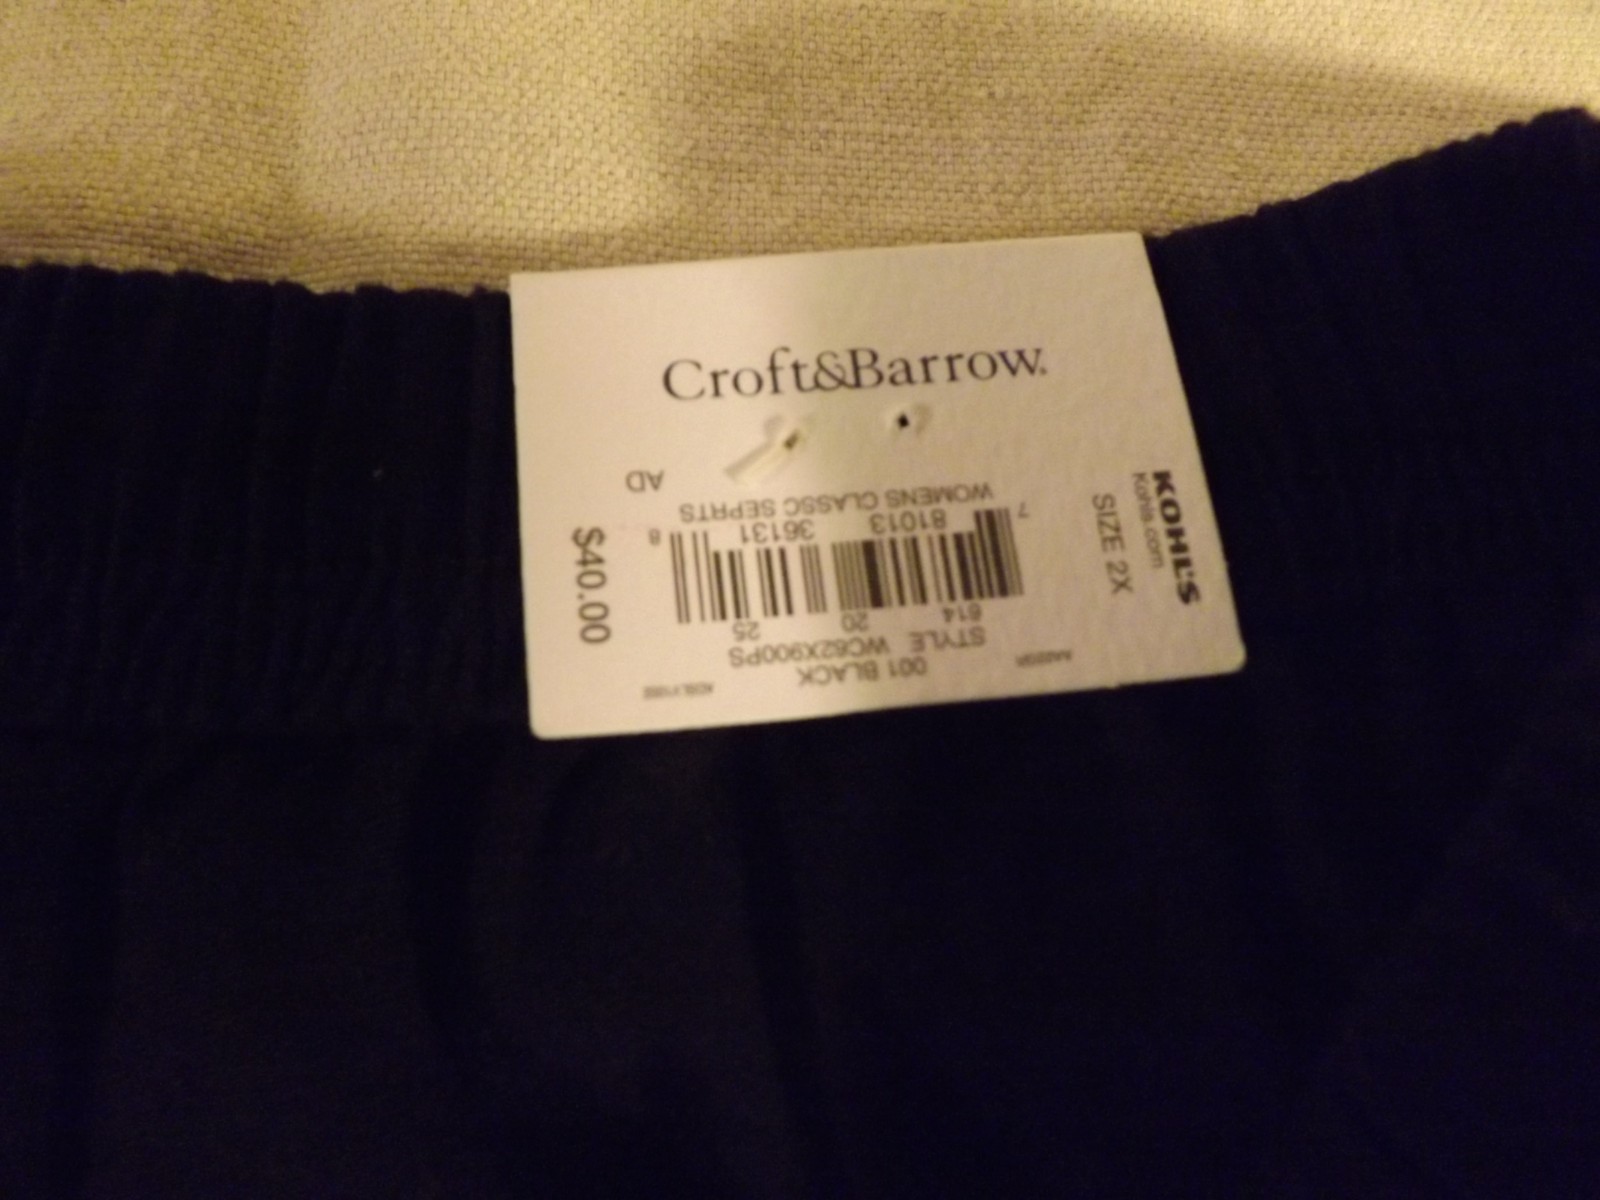 Croft&Barrow.
AD
WOMENS CLASSC SEPRTS
7 81013 36131 8
614 20 25
STYLE WC62X900PS
001 BLACK
$40.00
KOHL'S
Kohls.com
SIZE 2X